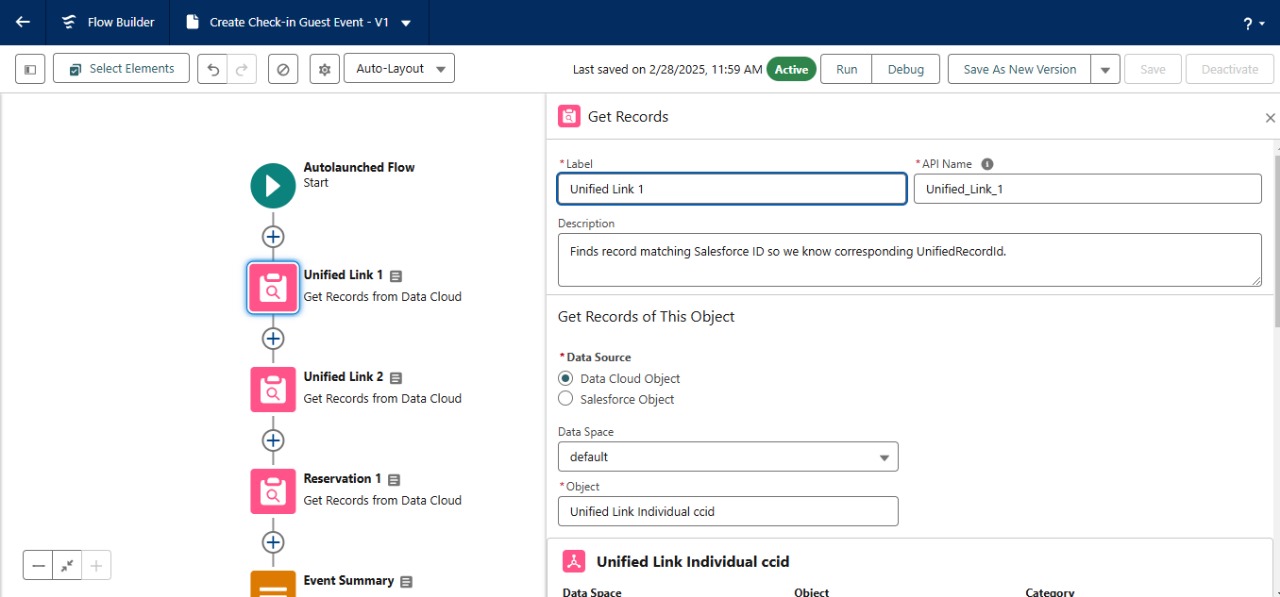 Flow Builder
Create Check-in Guest Event - V1
?
Select Elements
Auto-Layout
Last saved on 2/28/2025, 11:59 AM
Active
Run
Debug
Save As New Version
Save
Deactivate
Autolaunched Flow
Start
Unified Link 1
Get Records from Data Cloud
Unified Link 2
Get Records from Data Cloud
Reservation 1
Get Records from Data Cloud
Event Summary
Get Records
* Label
Unified Link 1
* API Name
Unified_Link_1
Description
Finds record matching Salesforce ID so we know corresponding UnifiedRecordId.
Get Records of This Object
* Data Source
Data Cloud Object
Salesforce Object
Data Space
default
* Object
Unified Link Individual ccid
Unified Link Individual ccid
Data Space Object Category